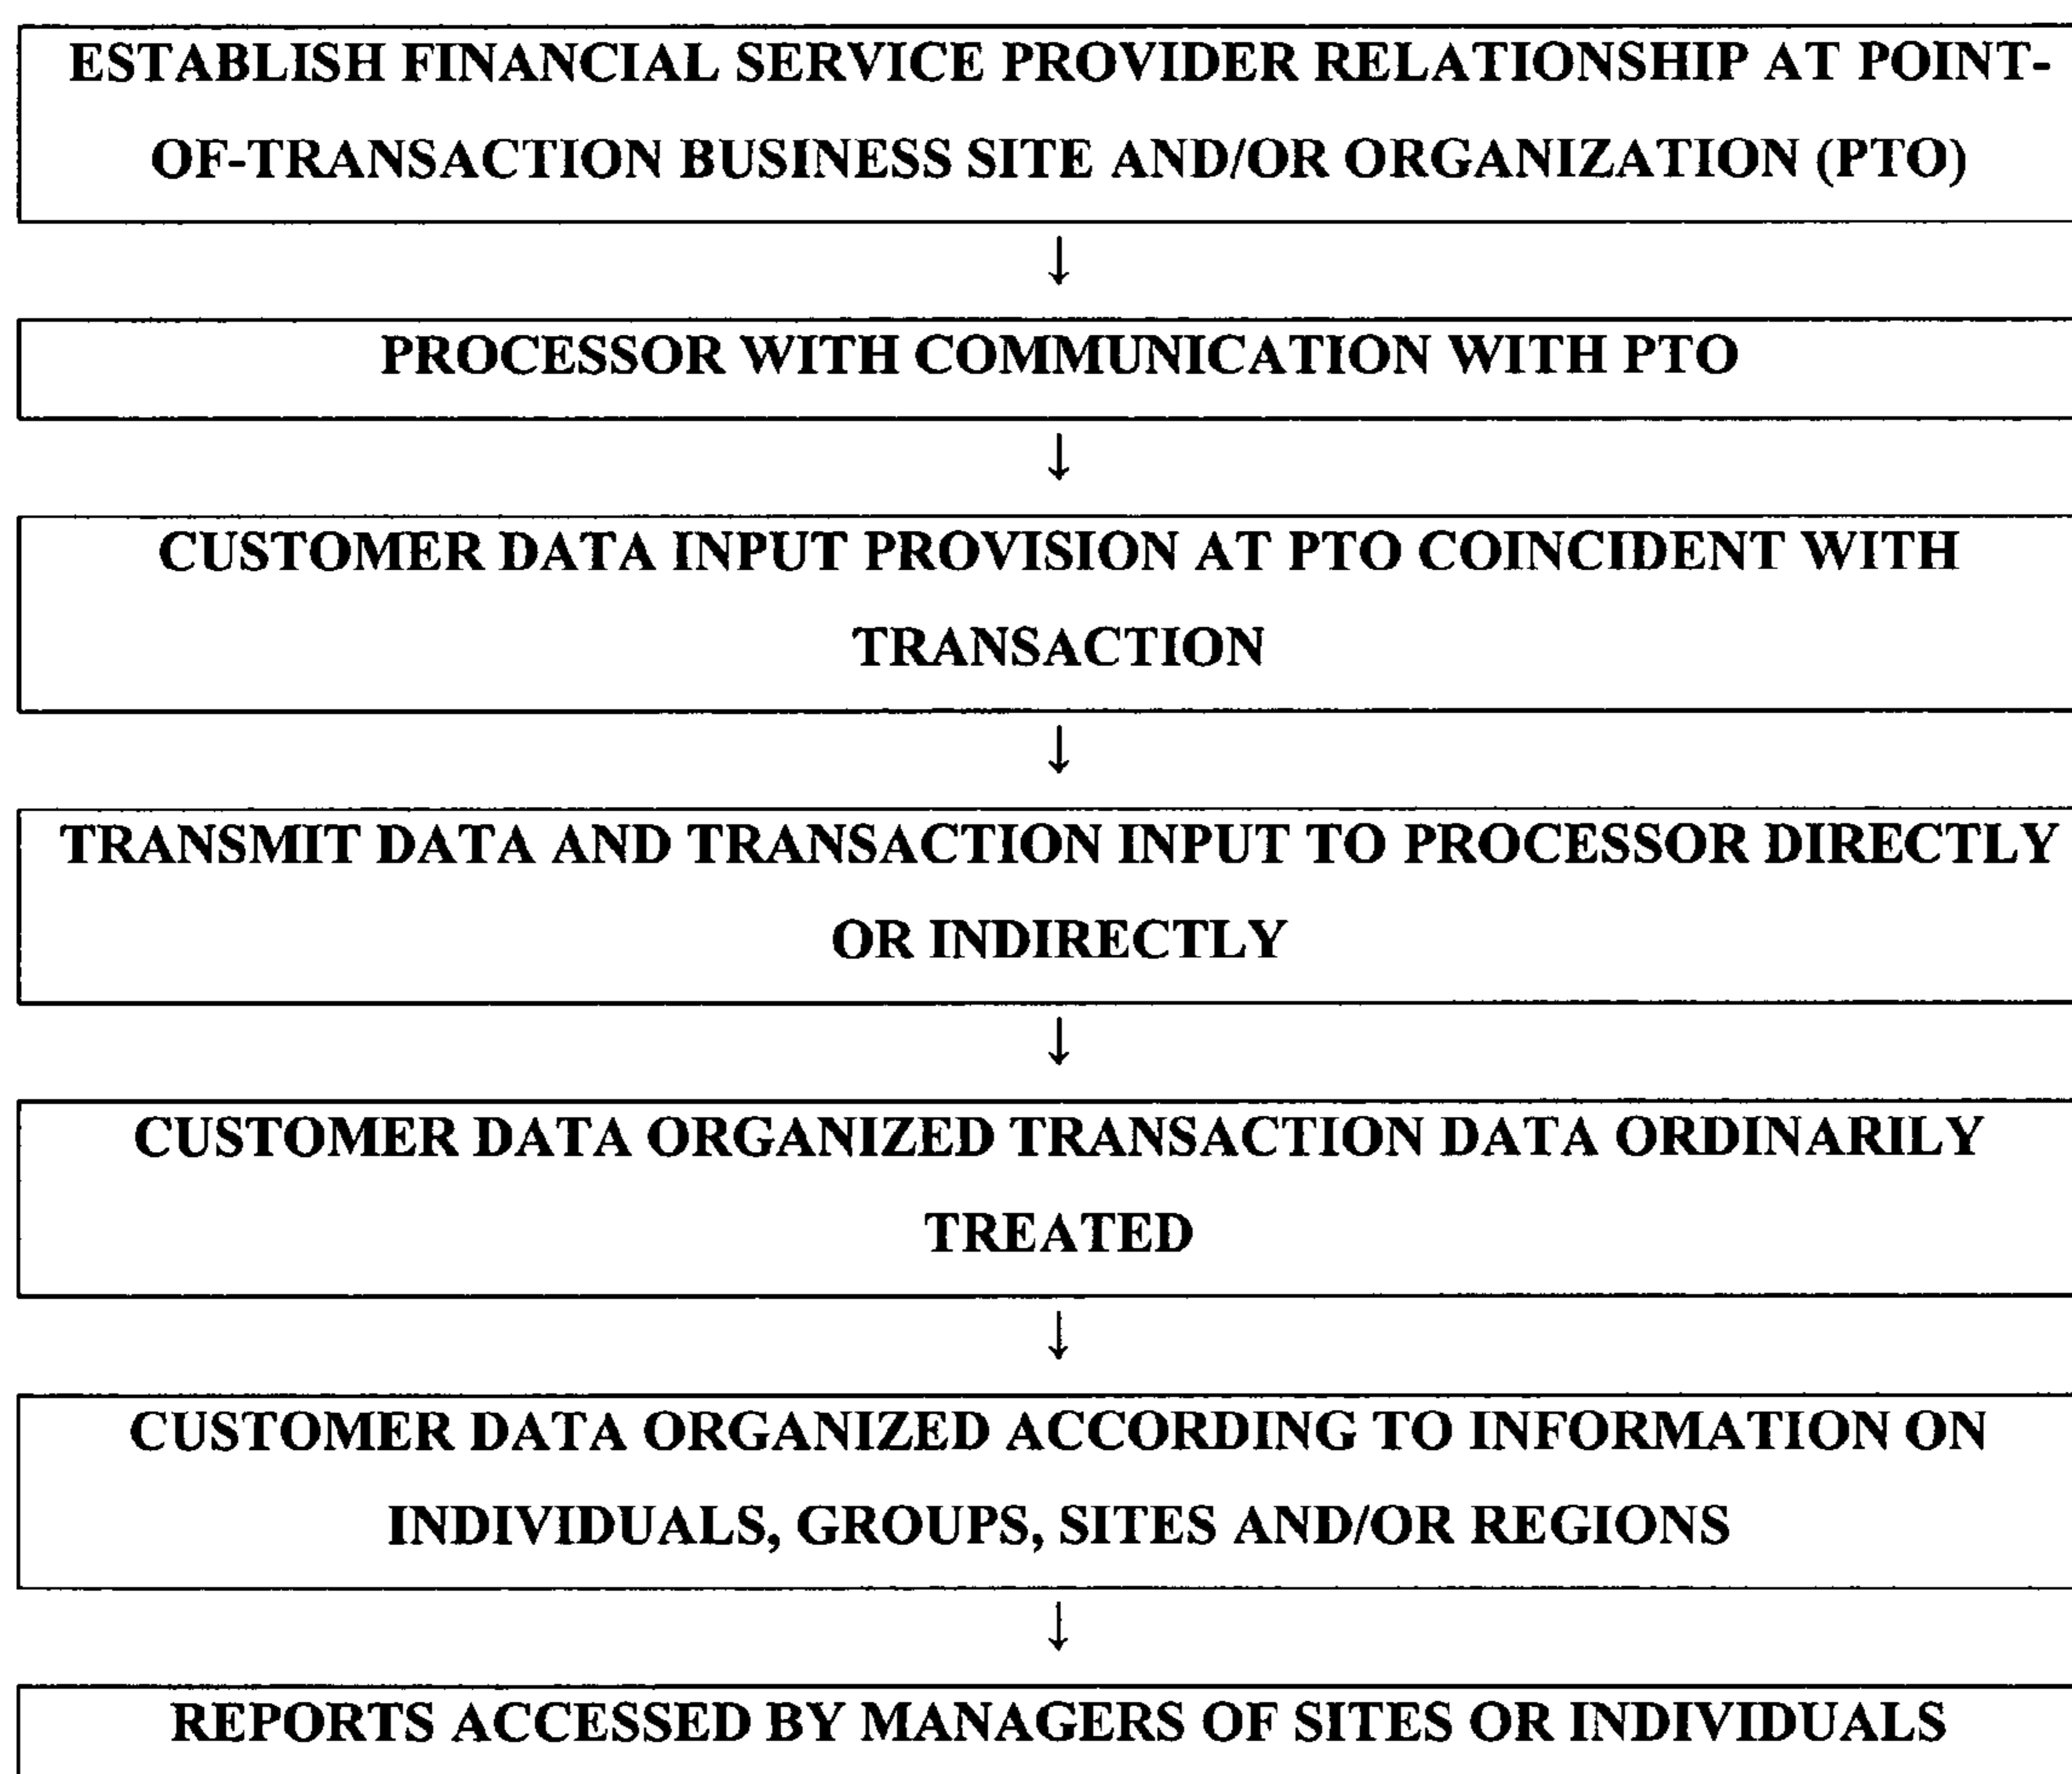 ESTABLISH FINANCIAL SERVICE PROVIDER RELATIONSHIP AT POINT-
OF-TRANSACTION BUSINESS SITE AND/OR ORGANIZATION (PTO)
↓
PROCESSOR WITH COMMUNICATION WITH PTO
↓
CUSTOMER DATA INPUT PROVISION AT PTO COINCIDENT WITH
TRANSACTION
↓
TRANSMIT DATA AND TRANSACTION INPUT TO PROCESSOR DIRECTLY
OR INDIRECTLY
↓
CUSTOMER DATA ORGANIZED TRANSACTION DATA ORDINARILY
TREATED
↓
CUSTOMER DATA ORGANIZED ACCORDING TO INFORMATION ON
INDIVIDUALS, GROUPS, SITES AND/OR REGIONS
↓
REPORTS ACCESSED BY MANAGERS OF SITES OR INDIVIDUALS